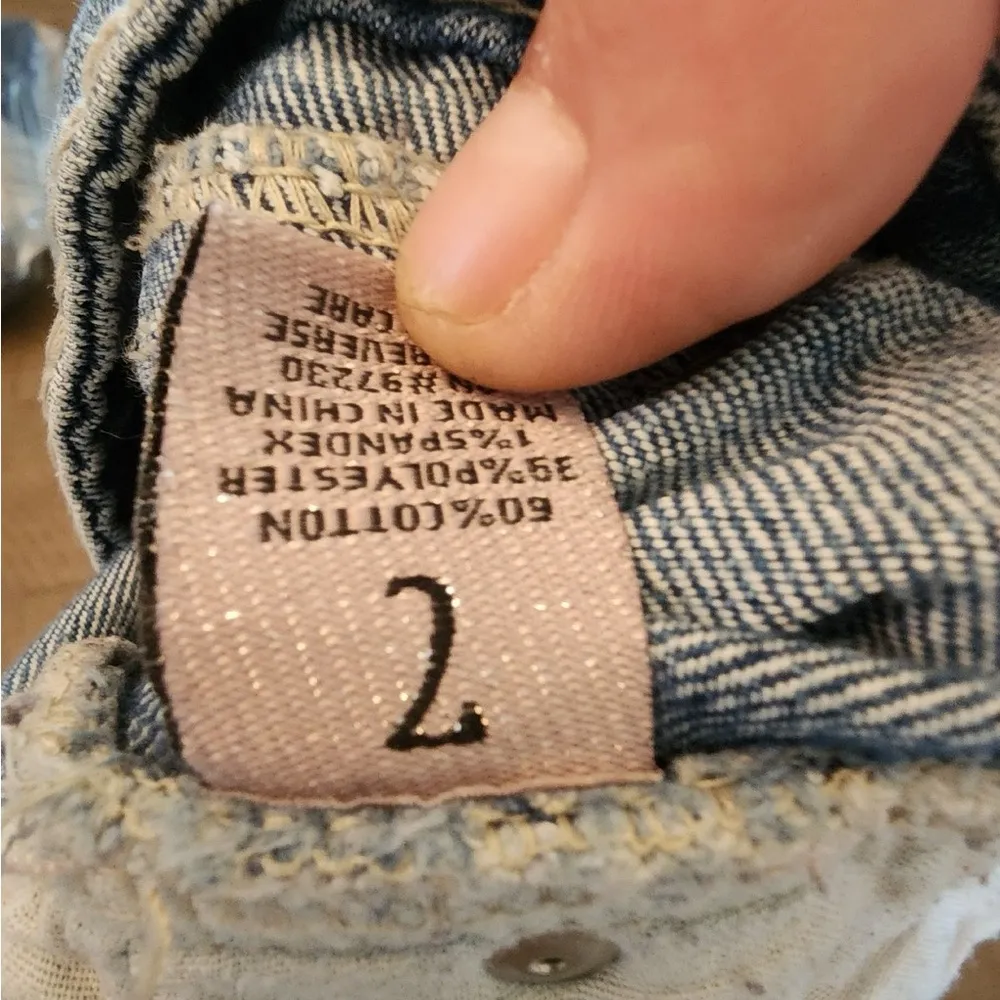 2
60% COTTON
39%POLYESTER
1%SPANDEX
MADE IN CHINA
#97230
REVERSE
CARE